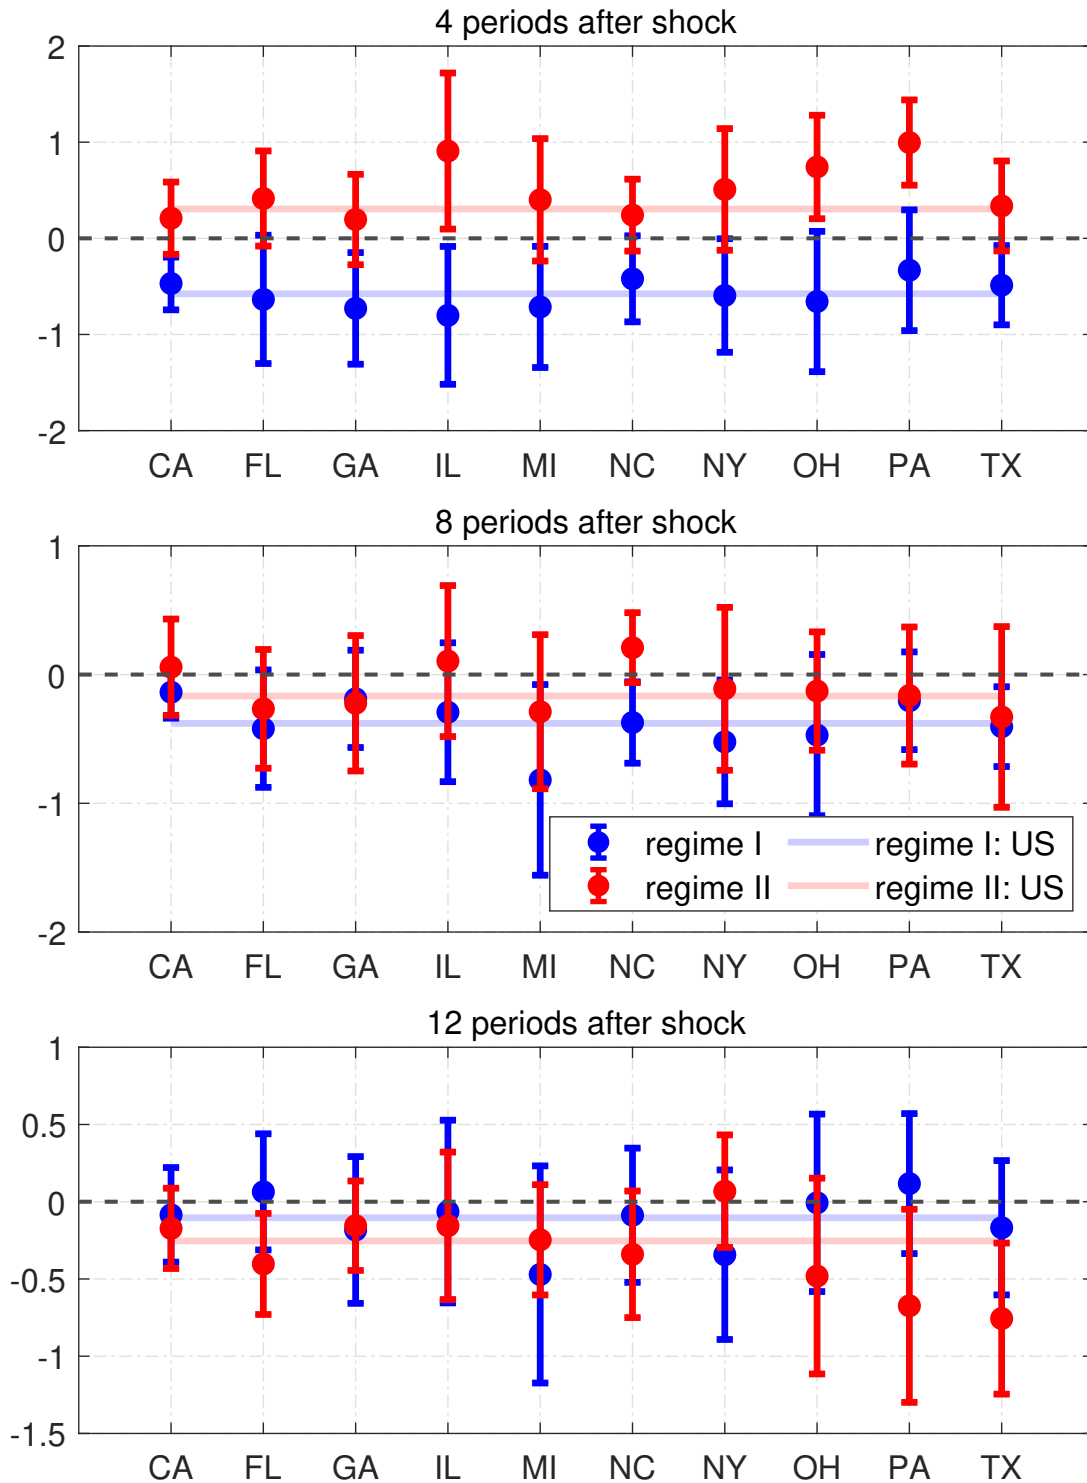 4 periods after shock
2
1
0
-1
-2
CA FL GA IL MI NC NY OH PA TX
8 periods after shock
1
0
-1
-2
regime I regime I: US
regime II regime II: US
CA FL GA IL MI NC NY OH PA TX
12 periods after shock
1
0.5
0
-0.5
-1
-1.5
CA FL GA IL MI NC NY OH PA TX